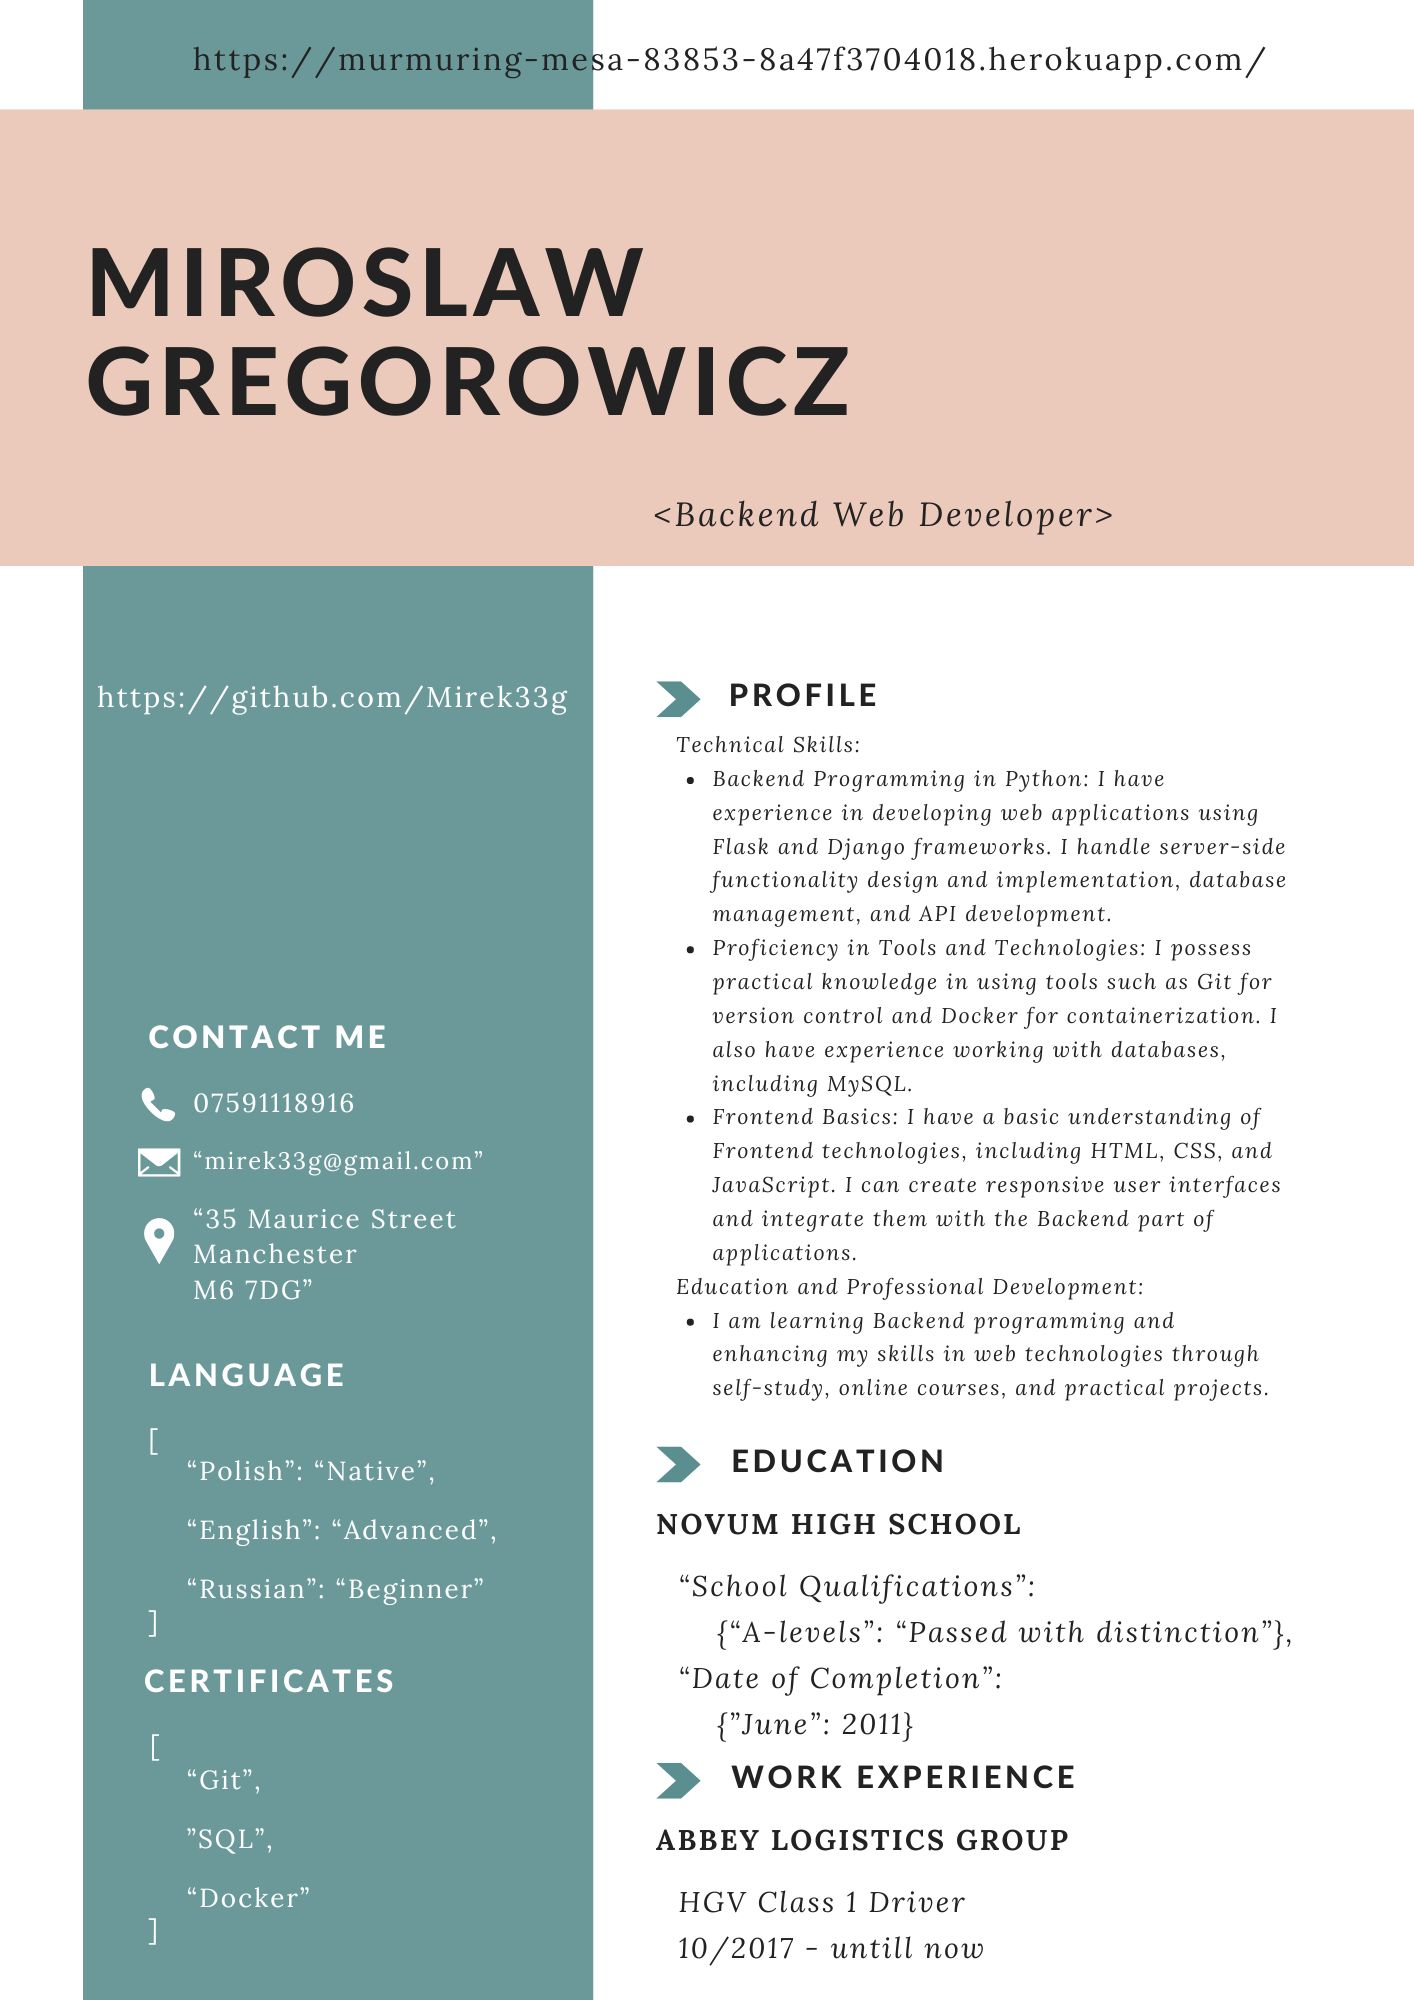 https://murmuring-mesa-83853-8a47f3704018.herokuapp.com/
MIROSLAW
GREGOROWICZ
<Backend Web Developer>
https://github.com/Mirek33g
CONTACT ME
07591118916
“mirek33g@gmail.com”
“35 Maurice Street
Manchester
M6 7DG”
LANGUAGE
[
“Polish”: “Native”,
“English”: “Advanced”,
“Russian”: “Beginner”
]
CERTIFICATES
[
“Git”,
”SQL”,
“Docker”
]
PROFILE
Technical Skills:
• Backend Programming in Python: I have
experience in developing web applications using
Flask and Django frameworks. I handle server-side
functionality design and implementation, database
management, and API development.
• Proficiency in Tools and Technologies: I possess
practical knowledge in using tools such as Git for
version control and Docker for containerization. I
also have experience working with databases,
including MySQL.
• Frontend Basics: I have a basic understanding of
Frontend technologies, including HTML, CSS, and
JavaScript. I can create responsive user interfaces
and integrate them with the Backend part of
applications.
Education and Professional Development:
• I am learning Backend programming and
enhancing my skills in web technologies through
self-study, online courses, and practical projects.
EDUCATION
NOVUM HIGH SCHOOL
“School Qualifications”:
{“A-levels”: “Passed with distinction”},
“Date of Completion”:
{”June”: 2011}
WORK EXPERIENCE
ABBEY LOGISTICS GROUP
HGV Class 1 Driver
10/2017 - untill now